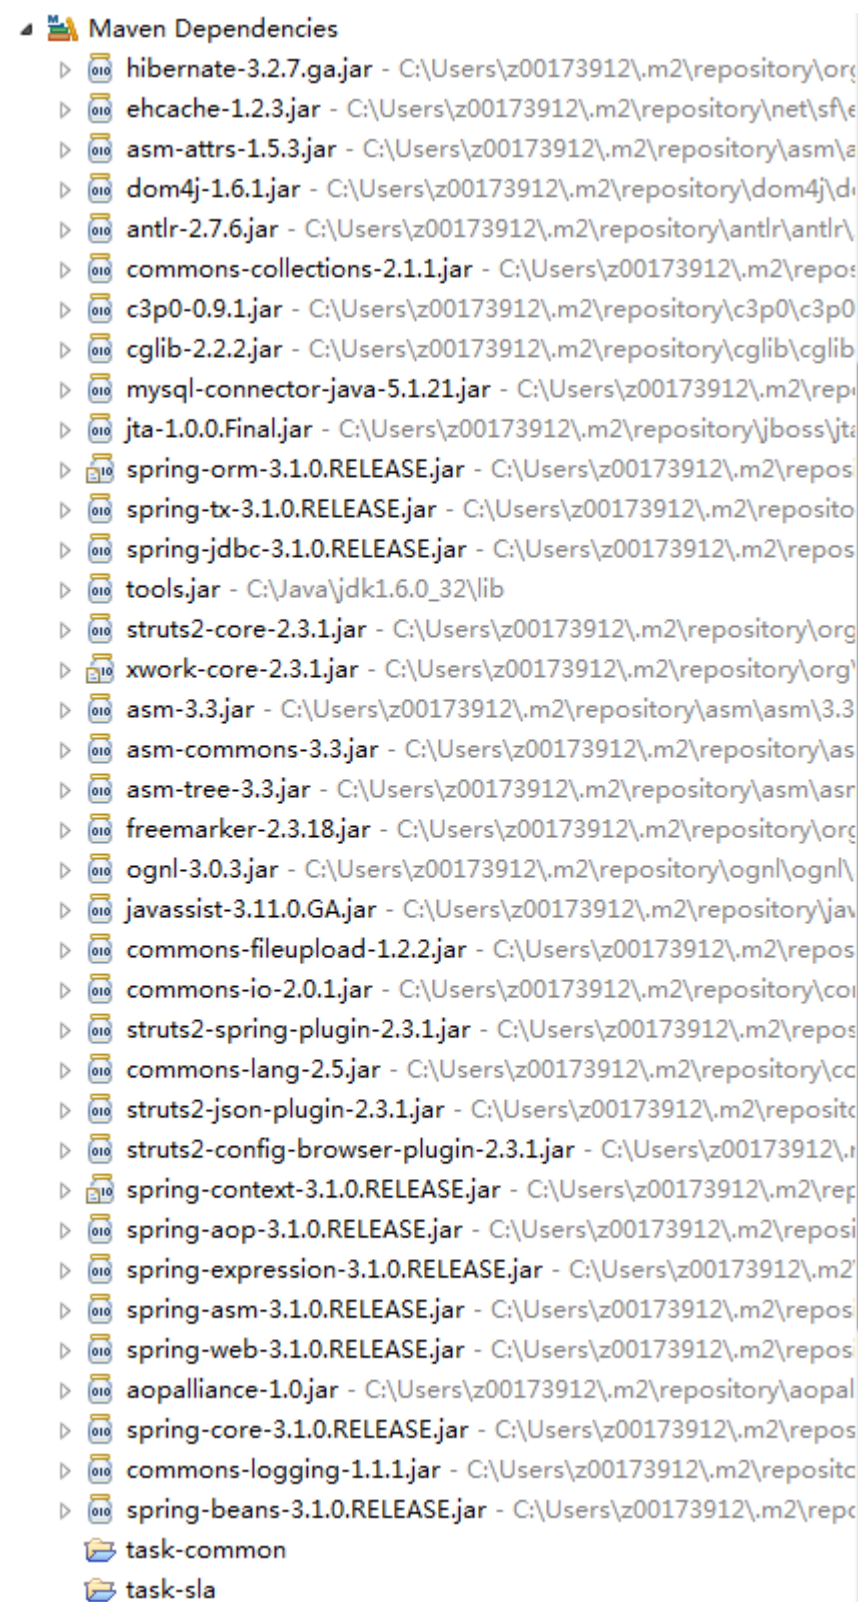 Maven Dependencies
hibernate-3.2.7.ga.jar - C:\Users\z00173912\.m2\repository\org
ehcache-1.2.3.jar - C:\Users\z00173912\.m2\repository\net\sf\e
asm-attrs-1.5.3.jar - C:\Users\z00173912\.m2\repository\asm\a
dom4j-1.6.1.jar - C:\Users\z00173912\.m2\repository\dom4j\do
antlr-2.7.6.jar - C:\Users\z00173912\.m2\repository\antlr\antlr\
commons-collections-2.1.1.jar - C:\Users\z00173912\.m2\repos
c3p0-0.9.1.jar - C:\Users\z00173912\.m2\repository\c3p0\c3p0
cglib-2.2.2.jar - C:\Users\z00173912\.m2\repository\cglib\cglib
mysql-connector-java-5.1.21.jar - C:\Users\z00173912\.m2\repo
jta-1.0.0.Final.jar - C:\Users\z00173912\.m2\repository\jboss\jta
spring-orm-3.1.0.RELEASE.jar - C:\Users\z00173912\.m2\reposi
spring-tx-3.1.0.RELEASE.jar - C:\Users\z00173912\.m2\reposito
spring-jdbc-3.1.0.RELEASE.jar - C:\Users\z00173912\.m2\repos
tools.jar - C:\Java\jdk1.6.0_32\lib
struts2-core-2.3.1.jar - C:\Users\z00173912\.m2\repository\org
xwork-core-2.3.1.jar - C:\Users\z00173912\.m2\repository\org\
asm-3.3.jar - C:\Users\z00173912\.m2\repository\asm\asm\3.3
asm-commons-3.3.jar - C:\Users\z00173912\.m2\repository\as
asm-tree-3.3.jar - C:\Users\z00173912\.m2\repository\asm\asm
freemarker-2.3.18.jar - C:\Users\z00173912\.m2\repository\org
ognl-3.0.3.jar - C:\Users\z00173912\.m2\repository\ognl\ognl\
javassist-3.11.0.GA.jar - C:\Users\z00173912\.m2\repository\jav
commons-fileupload-1.2.2.jar - C:\Users\z00173912\.m2\repos
commons-io-2.0.1.jar - C:\Users\z00173912\.m2\repository\co
struts2-spring-plugin-2.3.1.jar - C:\Users\z00173912\.m2\repos
commons-lang-2.5.jar - C:\Users\z00173912\.m2\repository\co
struts2-json-plugin-2.3.1.jar - C:\Users\z00173912\.m2\reposito
struts2-config-browser-plugin-2.3.1.jar - C:\Users\z00173912\.
spring-context-3.1.0.RELEASE.jar - C:\Users\z00173912\.m2\rep
spring-aop-3.1.0.RELEASE.jar - C:\Users\z00173912\.m2\reposi
spring-expression-3.1.0.RELEASE.jar - C:\Users\z00173912\.m2\
spring-asm-3.1.0.RELEASE.jar - C:\Users\z00173912\.m2\repos
spring-web-3.1.0.RELEASE.jar - C:\Users\z00173912\.m2\repos
aopalliance-1.0.jar - C:\Users\z00173912\.m2\repository\aopal
spring-core-3.1.0.RELEASE.jar - C:\Users\z00173912\.m2\repos
commons-logging-1.1.1.jar - C:\Users\z00173912\.m2\reposito
spring-beans-3.1.0.RELEASE.jar - C:\Users\z00173912\.m2\repo
task-common
task-sla